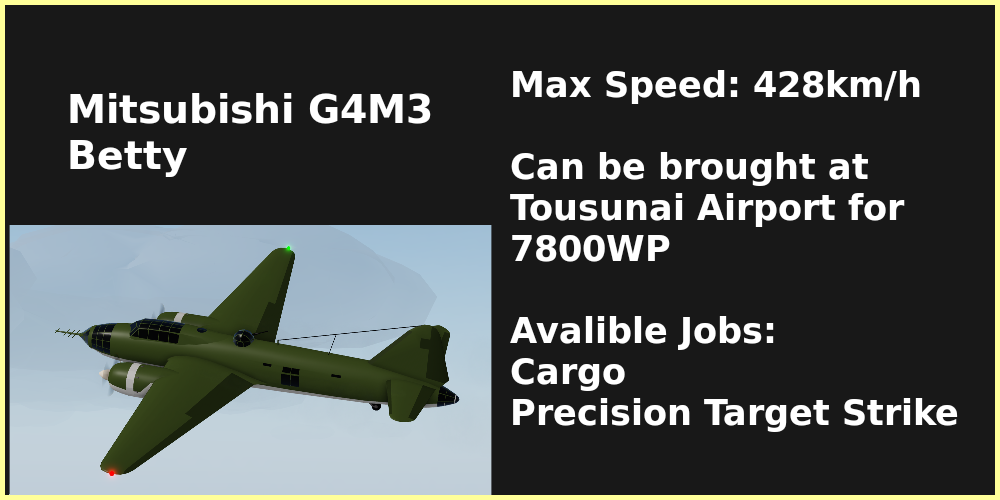 Mitsubishi G4M3
Betty
Max Speed: 428km/h
Can be brought at
Tousunai Airport for
7800WP
Avalible Jobs:
Cargo
Precision Target Strike